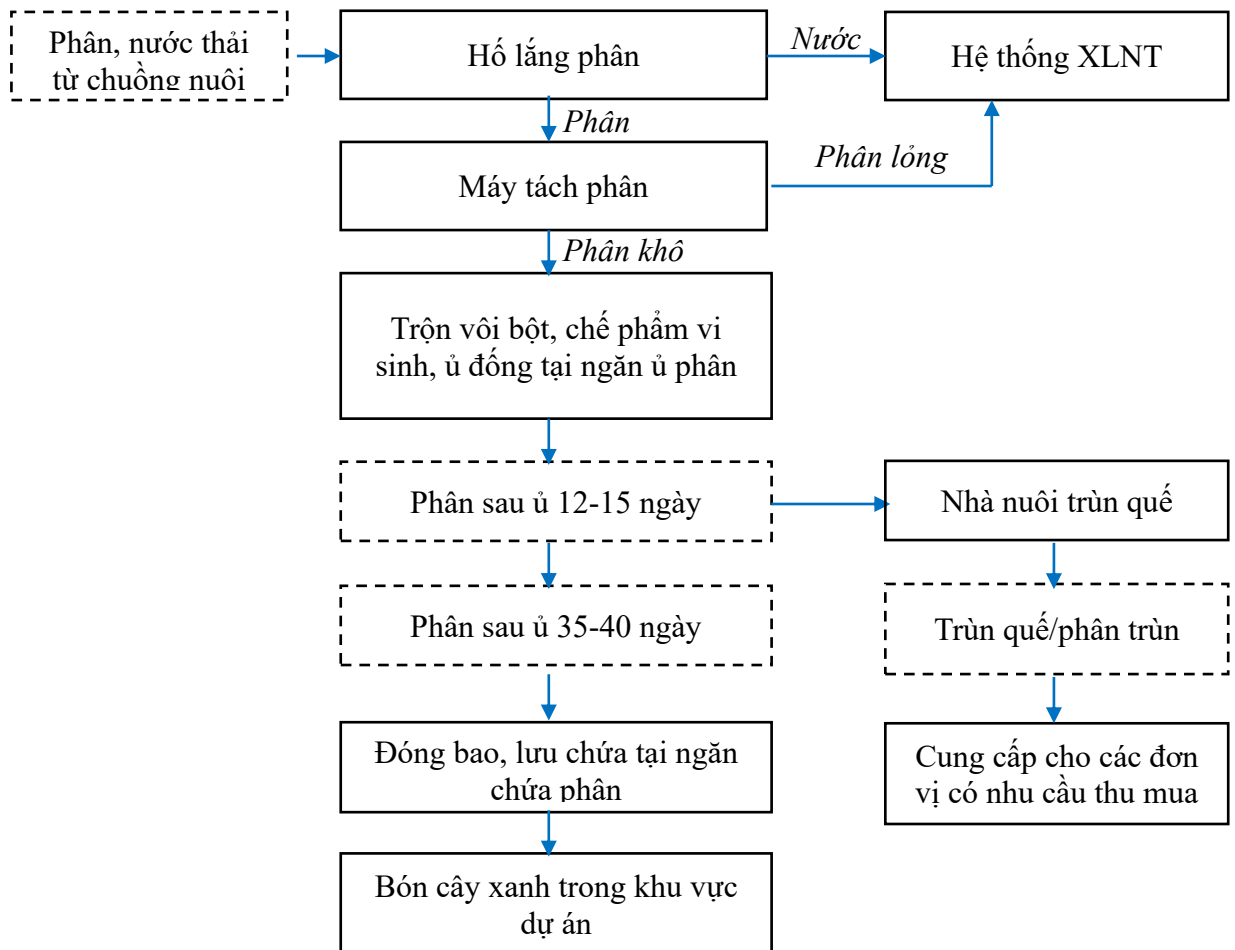 Phân, nước thải
từ chuồng nuôi
Hố lắng phân
Nước
Hệ thống XLNT
Phân
Máy tách phân
Phân lỏng
Phân khô
Trộn vôi bột, chế phẩm vi
sinh, ủ đống tại ngăn ủ phân
Phân sau ủ 12-15 ngày
Nhà nuôi trùn quế
Phân sau ủ 35-40 ngày
Trùn quế/phân trùn
Đóng bao, lưu chứa tại ngăn
chứa phân
Cung cấp cho các đơn
vị có nhu cầu thu mua
Bón cây xanh trong khu vực
dự án